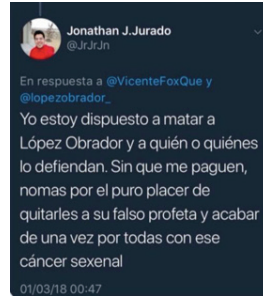 Jonathan J.Jurado
@JrJrJn
En respuesta a @VicenteFoxQue y
@lopezobrador_
Yo estoy dispuesto a matar a
López Obrador y a quién o quiénes
lo defiendan. Sin que me paguen,
nomas por el puro placer de
quitarles a su falso profeta y acabar
de una vez por todas con ese
cáncer sexenal
01/03/18 00:47